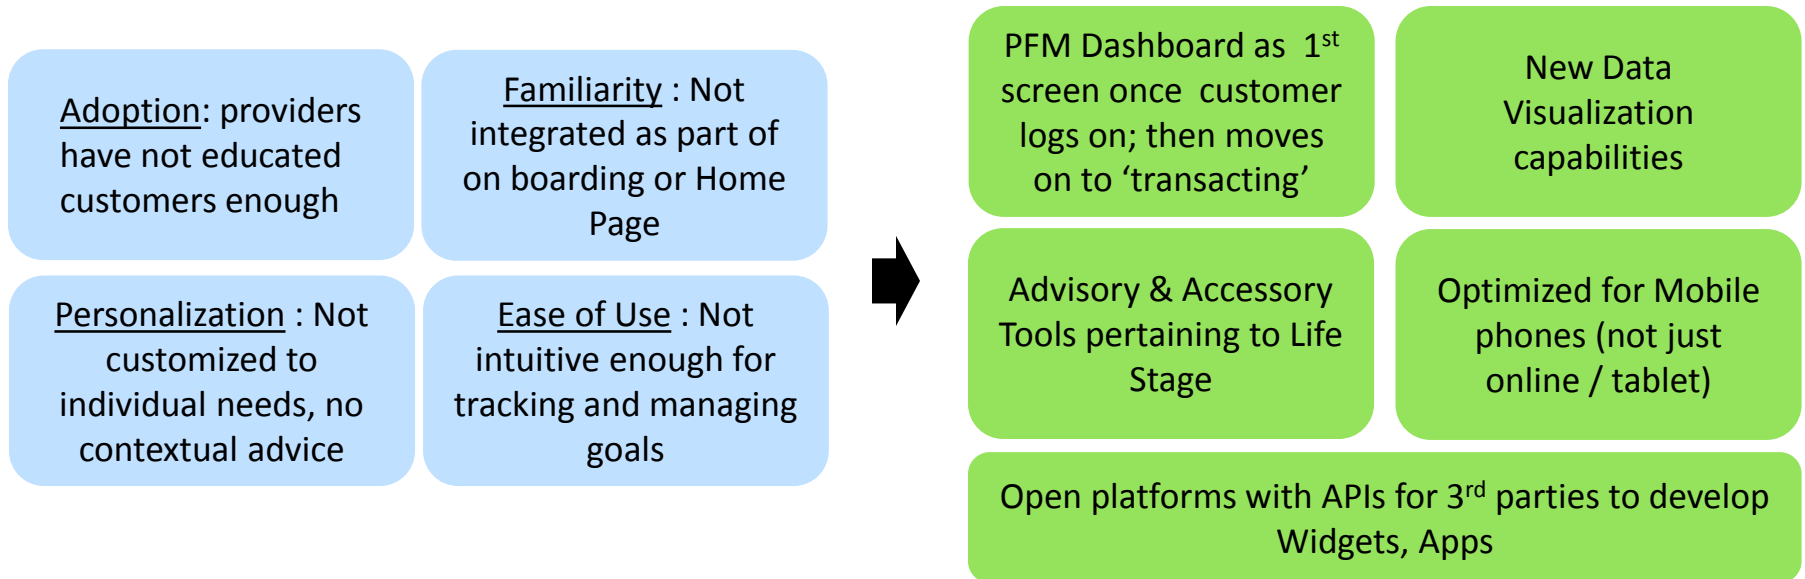 Adoption: providers
have not educated
customers enough
Familiarity : Not
integrated as part of
on boarding or Home
Page
Personalization : Not
customized to
individual needs, no
contextual advice
Ease of Use : Not
intuitive enough for
tracking and managing
goals
PFM Dashboard as 1st
screen once customer
logs on; then moves
on to ‘transacting’
New Data
Visualization
capabilities
Advisory & Accessory
Tools pertaining to Life
Stage
Optimized for Mobile
phones (not just
online / tablet)
Open platforms with APIs for 3rd parties to develop
Widgets, Apps